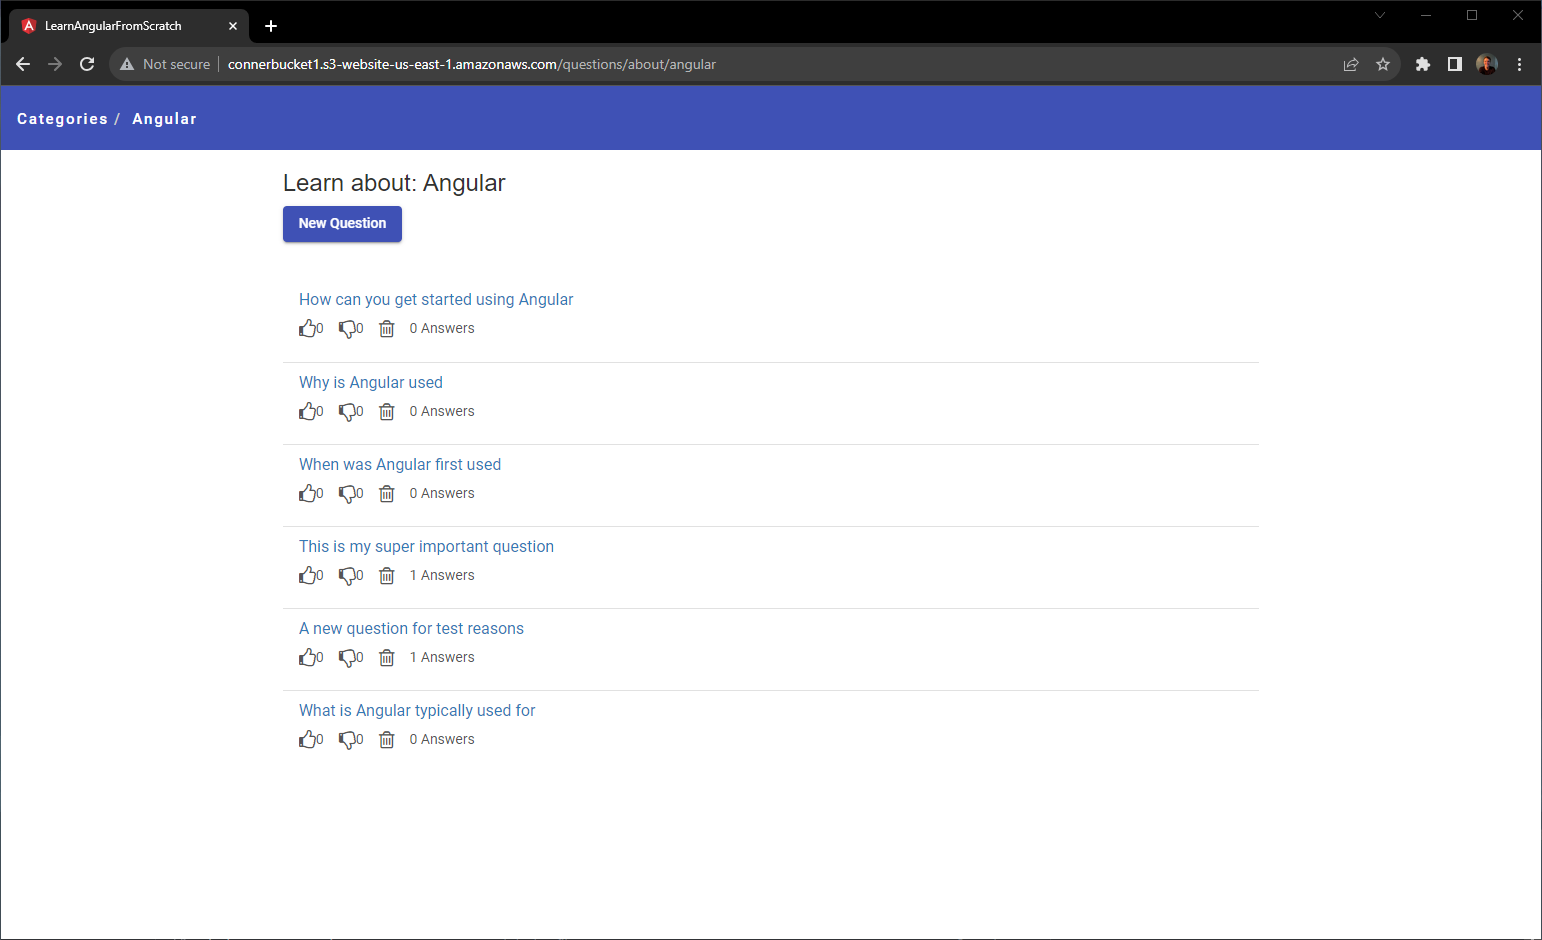 LearnAngularFromScratch
Not secure connerbucket1.s3-website-us-east-1.amazonaws.com/questions/about/angular
Categories / Angular
Learn about: Angular
New Question
How can you get started using Angular
0 0 0 Answers
Why is Angular used
0 0 0 Answers
When was Angular first used
0 0 0 Answers
This is my super important question
0 0 1 Answers
A new question for test reasons
0 0 1 Answers
What is Angular typically used for
0 0 0 Answers